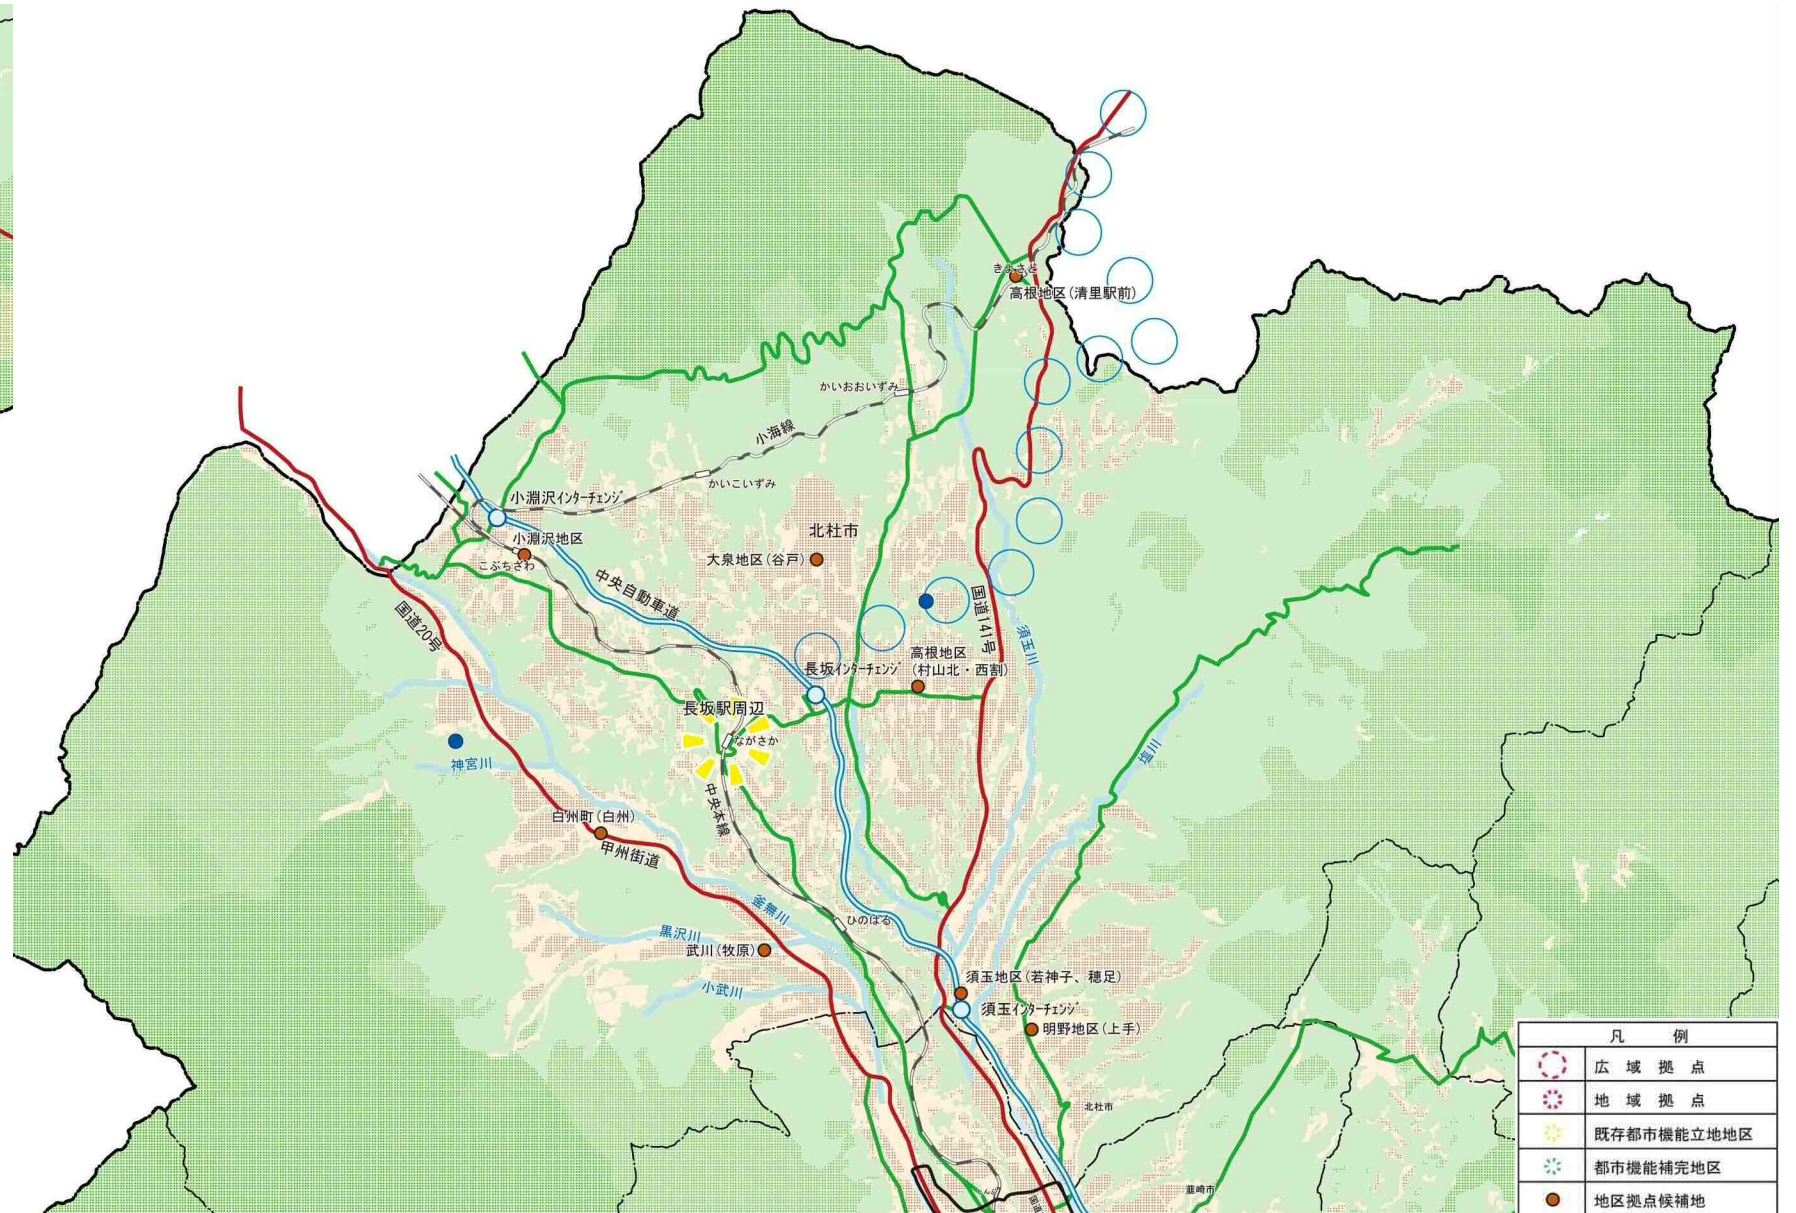 きよさと
高根地区(清里駅前)
かいおおいずみ
小海線
かいこいずみ
小淵沢インターチェンジ
北杜市
小淵沢地区
大泉地区(谷戸)
こぶちざわ
中央自動車道
国道20号
国道141号
須玉川
高根地区
(村山北・西割)
長坂インターチェンジ
長坂駅周辺
ながさか
塩川
神宮川
中央本線
白州町(白州)
甲州街道
釜無川
ひのはる
黒沢川
武川(牧原)
小武川
須玉地区(若神子、穂足)
須玉インターチェンジ
明野地区(上手)
北杜市
韮崎市
凡 例
広域拠点
地域拠点
既存都市機能立地地区
都市機能補完地区
地区拠点候補地